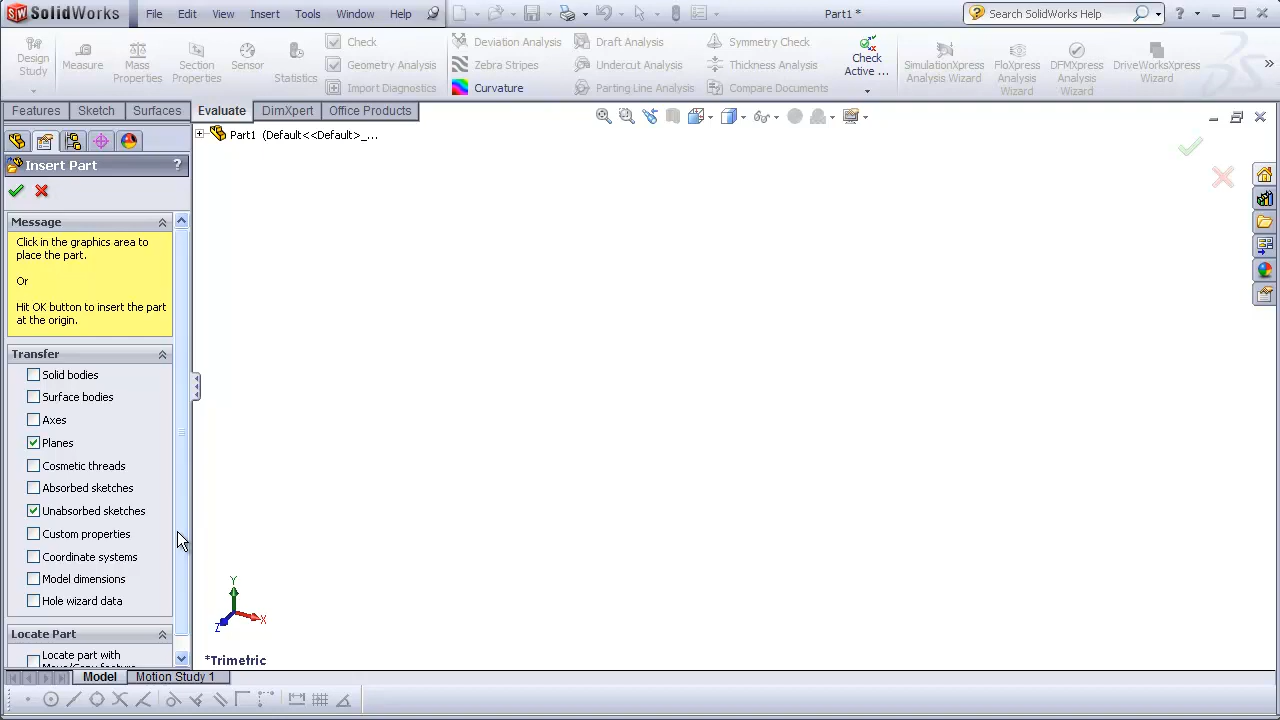 SolidWorks
File Edit View Insert Tools Window Help
Part1 *
Search SolidWorks Help
Design Study
Measure
Mass Properties
Section Properties
Sensor
Statistics
Check
Geometry Analysis
Import Diagnostics
Deviation Analysis
Zebra Stripes
Curvature
Draft Analysis
Undercut Analysis
Parting Line Analysis
Symmetry Check
Thickness Analysis
Compare Documents
Check Active ...
SimulationXpress Analysis Wizard
FloXpress Analysis Wizard
DFMXpress Analysis Wizard
DriveWorksXpress Wizard
Features Sketch Surfaces Evaluate DimXpert Office Products
Part1 (Default<<Default>_...
Insert Part ?
Message
Click in the graphics area to
place the part.
Or
Hit OK button to insert the part
at the origin.
Transfer
Solid bodies
Surface bodies
Axes
Planes
Cosmetic threads
Absorbed sketches
Unabsorbed sketches
Custom properties
Coordinate systems
Model dimensions
Hole wizard data
Locate Part
Locate part with
Move/Copy feature
Y
X
Z
*Trimetric
Model Motion Study 1